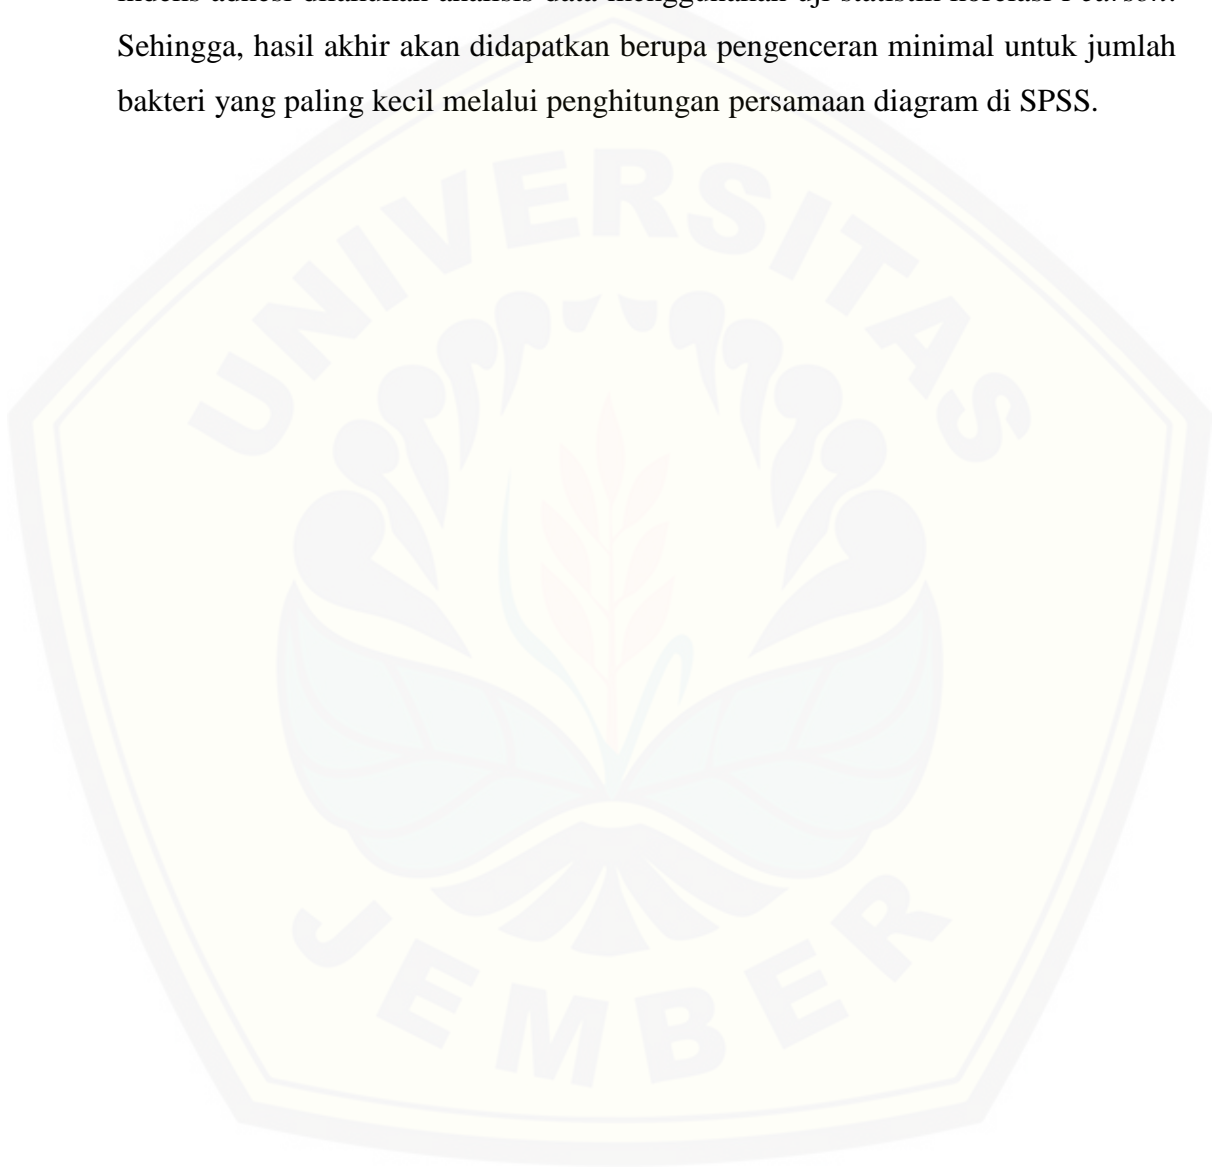 indeks adhesi dilakukan analisis data menggunakan uji statistik korelasi Pearson.
Sehingga, hasil akhir akan didapatkan berupa pengenceran minimal untuk jumlah
bakteri yang paling kecil melalui penghitungan persamaan diagram di SPSS.
UNIVERSITAS
JEMBER